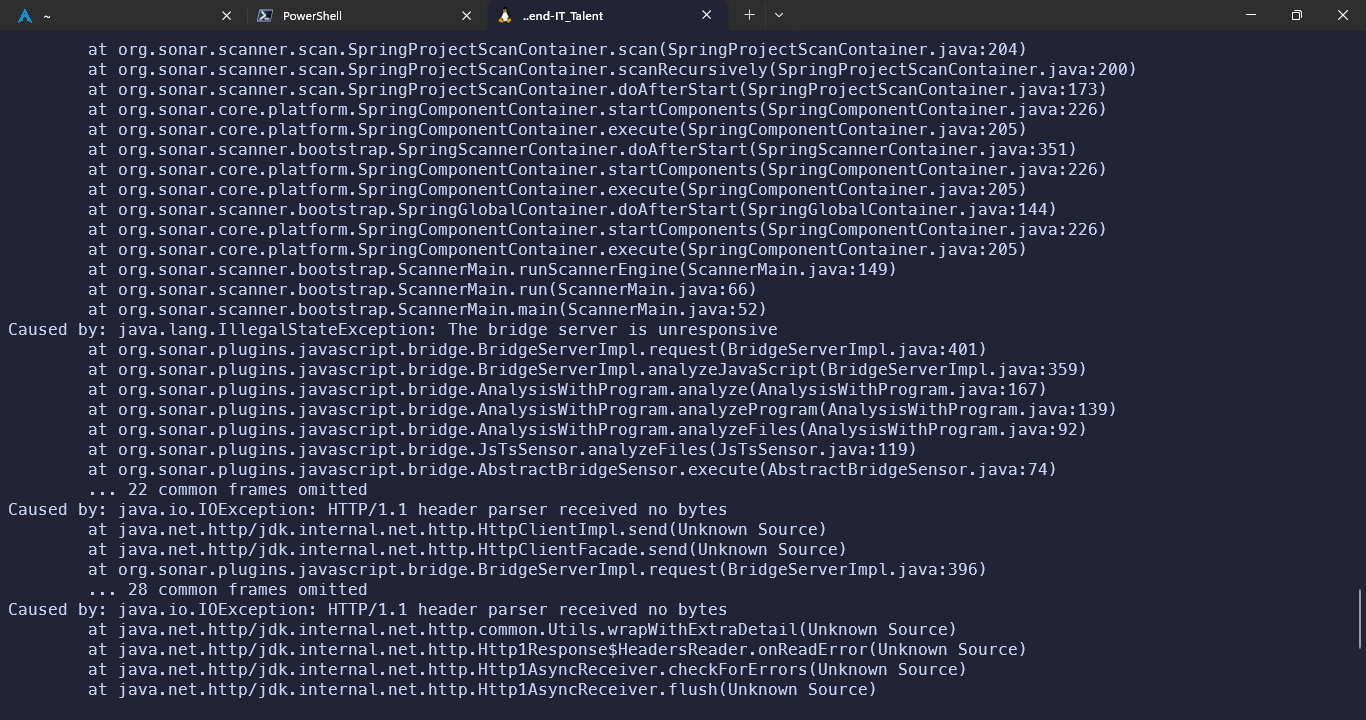 ~
PowerShell
..end-IT_Talent
at org.sonar.scanner.scan.SpringProjectScanContainer.scan(SpringProjectScanContainer.java:204)
at org.sonar.scanner.scan.SpringProjectScanContainer.scanRecursively(SpringProjectScanContainer.java:200)
at org.sonar.scanner.scan.SpringProjectScanContainer.doAfterStart(SpringProjectScanContainer.java:173)
at org.sonar.core.platform.SpringComponentContainer.startComponents(SpringComponentContainer.java:226)
at org.sonar.core.platform.SpringComponentContainer.execute(SpringComponentContainer.java:205)
at org.sonar.scanner.bootstrap.SpringScannerContainer.doAfterStart(SpringScannerContainer.java:351)
at org.sonar.core.platform.SpringComponentContainer.startComponents(SpringComponentContainer.java:226)
at org.sonar.core.platform.SpringComponentContainer.execute(SpringComponentContainer.java:205)
at org.sonar.scanner.bootstrap.SpringGlobalContainer.doAfterStart(SpringGlobalContainer.java:144)
at org.sonar.core.platform.SpringComponentContainer.startComponents(SpringComponentContainer.java:226)
at org.sonar.core.platform.SpringComponentContainer.execute(SpringComponentContainer.java:205)
at org.sonar.scanner.bootstrap.ScannerMain.runScannerEngine(ScannerMain.java:149)
at org.sonar.scanner.bootstrap.ScannerMain.run(ScannerMain.java:66)
at org.sonar.scanner.bootstrap.ScannerMain.main(ScannerMain.java:52)
Caused by: java.lang.IllegalStateException: The bridge server is unresponsive
at org.sonar.plugins.javascript.bridge.BridgeServerImpl.request(BridgeServerImpl.java:401)
at org.sonar.plugins.javascript.bridge.BridgeServerImpl.analyzeJavaScript(BridgeServerImpl.java:359)
at org.sonar.plugins.javascript.bridge.AnalysisWithProgram.analyze(AnalysisWithProgram.java:167)
at org.sonar.plugins.javascript.bridge.AnalysisWithProgram.analyzeProgram(AnalysisWithProgram.java:139)
at org.sonar.plugins.javascript.bridge.AnalysisWithProgram.analyzeFiles(AnalysisWithProgram.java:92)
at org.sonar.plugins.javascript.bridge.JsTsSensor.analyzeFiles(JsTsSensor.java:119)
at org.sonar.plugins.javascript.bridge.AbstractBridgeSensor.execute(AbstractBridgeSensor.java:74)
... 22 common frames omitted
Caused by: java.io.IOException: HTTP/1.1 header parser received no bytes
at java.net.http/jdk.internal.net.http.HttpClientImpl.send(Unknown Source)
at java.net.http/jdk.internal.net.http.HttpClientFacade.send(Unknown Source)
at org.sonar.plugins.javascript.bridge.BridgeServerImpl.request(BridgeServerImpl.java:396)
... 28 common frames omitted
Caused by: java.io.IOException: HTTP/1.1 header parser received no bytes
at java.net.http/jdk.internal.net.http.common.Utils.wrapWithExtraDetail(Unknown Source)
at java.net.http/jdk.internal.net.http.Http1Response$HeadersReader.onReadError(Unknown Source)
at java.net.http/jdk.internal.net.http.Http1AsyncReceiver.checkForErrors(Unknown Source)
at java.net.http/jdk.internal.net.http.Http1AsyncReceiver.flush(Unknown Source)